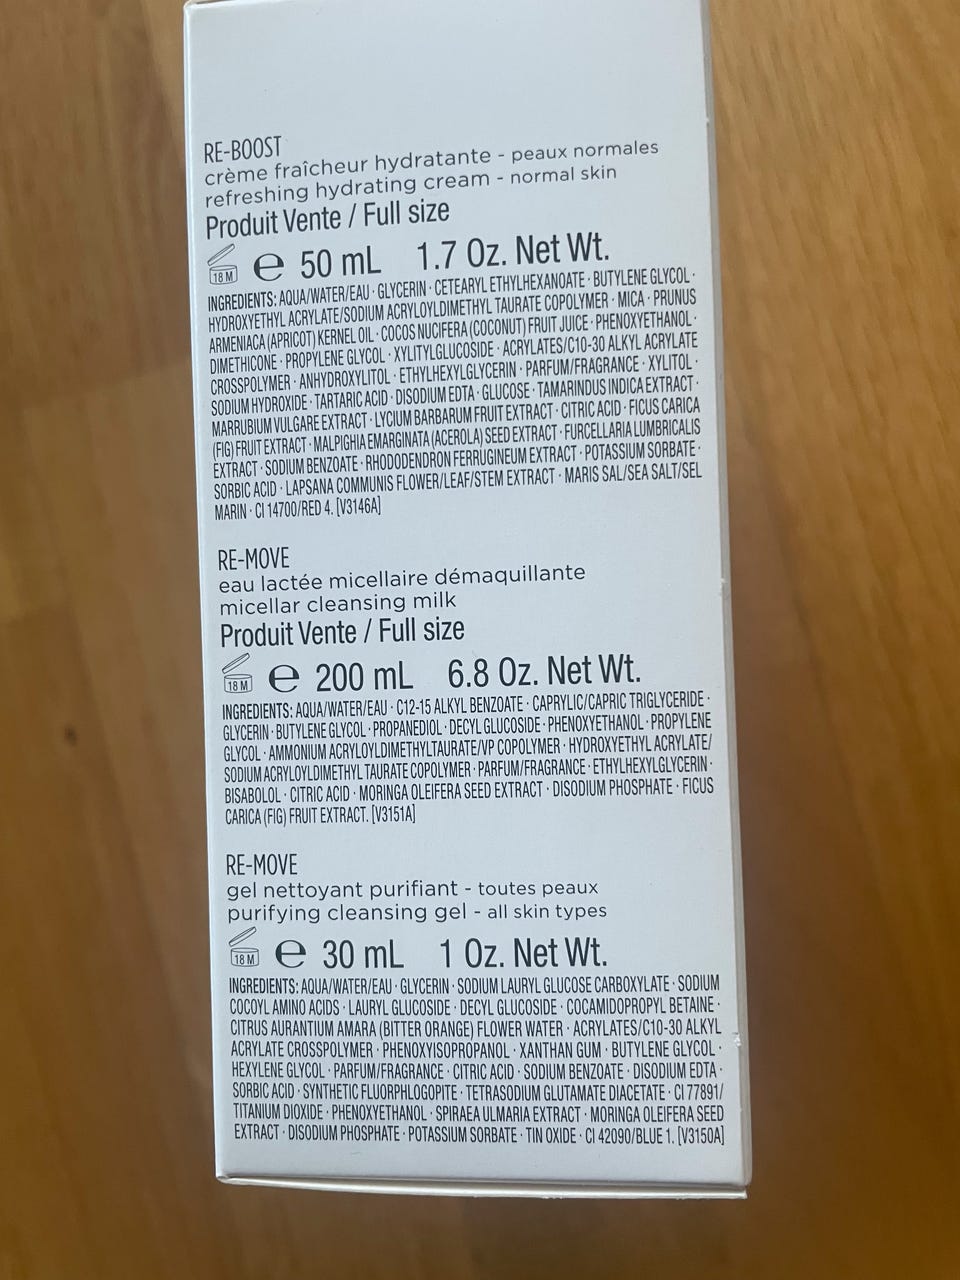 RE-BOOST
crème fraîcheur hydratante - peaux normales
refreshing hydrating cream - normal skin
Produit Vente / Full size
18 M e 50 mL 1.7 Oz. Net Wt.
INGREDIENTS: AQUA/WATER/EAU · GLYCERIN · CETEARYL ETHYLHEXANOATE · BUTYLENE GLYCOL ·
HYDROXYETHYL ACRYLATE/SODIUM ACRYLOYLDIMETHYL TAURATE COPOLYMER · MICA · PRUNUS
ARMENIACA (APRICOT) KERNEL OIL · COCOS NUCIFERA (COCONUT) FRUIT JUICE · PHENOXYETHANOL ·
DIMETHICONE · PROPYLENE GLYCOL · XYLITYLGLUCOSIDE · ACRYLATES/C10-30 ALKYL ACRYLATE
CROSSPOLYMER · ANHYDROXYLITOL · ETHYLHEXYLGLYCERIN · PARFUM/FRAGRANCE · XYLITOL ·
SODIUM HYDROXIDE · TARTARIC ACID · DISODIUM EDTA · GLUCOSE · TAMARINDUS INDICA EXTRACT ·
MARRUBIUM VULGARE EXTRACT · LYCIUM BARBARUM FRUIT EXTRACT · CITRIC ACID · FICUS CARICA
(FIG) FRUIT EXTRACT · MALPIGHIA EMARGINATA (ACEROLA) SEED EXTRACT · FURCELLARIA LUMBRICALIS
EXTRACT · SODIUM BENZOATE · RHODODENDRON FERRUGINEUM EXTRACT · POTASSIUM SORBATE ·
SORBIC ACID · LAPSANA COMMUNIS FLOWER/LEAF/STEM EXTRACT · MARIS SAL/SEA SALT/SEL
MARIN · CI 14700/RED 4. [V3146A]
RE-MOVE
eau lactée micellaire démaquillante
micellar cleansing milk
Produit Vente / Full size
18 M e 200 mL 6.8 Oz. Net Wt.
INGREDIENTS: AQUA/WATER/EAU · C12-15 ALKYL BENZOATE · CAPRYLIC/CAPRIC TRIGLYCERIDE ·
GLYCERIN · BUTYLENE GLYCOL · PROPANEDIOL · DECYL GLUCOSIDE · PHENOXYETHANOL · PROPYLENE
GLYCOL · AMMONIUM ACRYLOYLDIMETHYLTAURATE/VP COPOLYMER · HYDROXYETHYL ACRYLATE/
SODIUM ACRYLOYLDIMETHYL TAURATE COPOLYMER · PARFUM/FRAGRANCE · ETHYLHEXYLGLYCERIN ·
BISABOLOL · CITRIC ACID · MORINGA OLEIFERA SEED EXTRACT · DISODIUM PHOSPHATE · FICUS
CARICA (FIG) FRUIT EXTRACT. [V3151A]
RE-MOVE
gel nettoyant purifiant - toutes peaux
purifying cleansing gel - all skin types
18 M e 30 mL 1 Oz. Net Wt.
INGREDIENTS: AQUA/WATER/EAU · GLYCERIN · SODIUM LAURYL GLUCOSE CARBOXYLATE · SODIUM
COCOYL AMINO ACIDS · LAURYL GLUCOSIDE · DECYL GLUCOSIDE · COCAMIDOPROPYL BETAINE ·
CITRUS AURANTIUM AMARA (BITTER ORANGE) FLOWER WATER · ACRYLATES/C10-30 ALKYL
ACRYLATE CROSSPOLYMER · PHENOXYISOPROPANOL · XANTHAN GUM · BUTYLENE GLYCOL ·
HEXYLENE GLYCOL · PARFUM/FRAGRANCE · CITRIC ACID · SODIUM BENZOATE · DISODIUM EDTA ·
SORBIC ACID · SYNTHETIC FLUORPHLOGOPITE · TETRASODIUM GLUTAMATE DIACETATE · CI 77891/
TITANIUM DIOXIDE · PHENOXYETHANOL · SPIRAEA ULMARIA EXTRACT · MORINGA OLEIFERA SEED
EXTRACT · DISODIUM PHOSPHATE · POTASSIUM SORBATE · TIN OXIDE · CI 42090/BLUE 1. [V3150A]